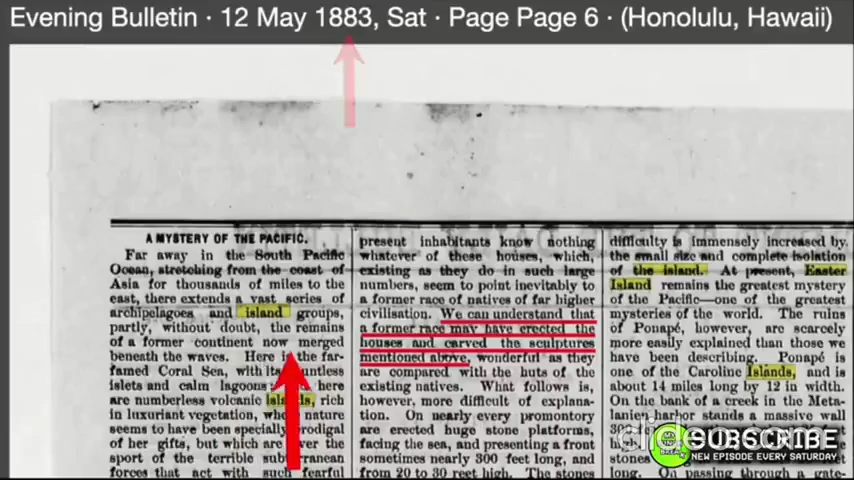 Evening Bulletin · 12 May 1883, Sat · Page Page 6 · (Honolulu, Hawaii)
A MYSTERY OF THE PACIFIC.
Far away in the South Pacific
Ocean, stretching from the coast of
Asia for thousands of miles to the
east, there extends a vast series of
archipelagoes and island groups,
partly, without doubt, the remains
of a former continent now merged
beneath the waves. Here is the far-
famed Coral Sea, with its
islets and calm lagoons; here
are numberless volcanic islands, rich
in luxuriant vegetation, where nature
seems to have been specially prodigal
of her gifts, but which are over the
sport of the terrible subterranean
forces that act with such fearful
present inhabitants know nothing
whatever of these houses, which,
existing as they do in such large
numbers, seem to point inevitably to
a former race of natives of far higher
civilisation. We can understand that
a former race may have erected the
houses and carved the sculptures
mentioned above, wonderful as they
are compared with the huts of the
existing natives. What follows is,
however, more difficult of explana-
tion. On nearly every promontory
are erected huge stone platforms,
facing the sea, and presenting a front
sometimes nearly 300 feet long, and
from 20 to 30 feet high. The stones
difficulty is immensely increased by
the small size and complete isolation
of the island. At present, Easter
Island remains the greatest mystery
of the Pacific—one of the greatest
mysteries of the world. The ruins
of Ponapé, however, are scarcely
more easily explained than those we
have been describing. Ponapé is
one of the Caroline Islands, and is
about 14 miles long by 12 in width.
On the bank of a creek in the Meta-
lanien harbor stands a massive wall
long. On passing through a gate-
SUBSCRIBE
NEW EPISODE EVERY SATURDAY